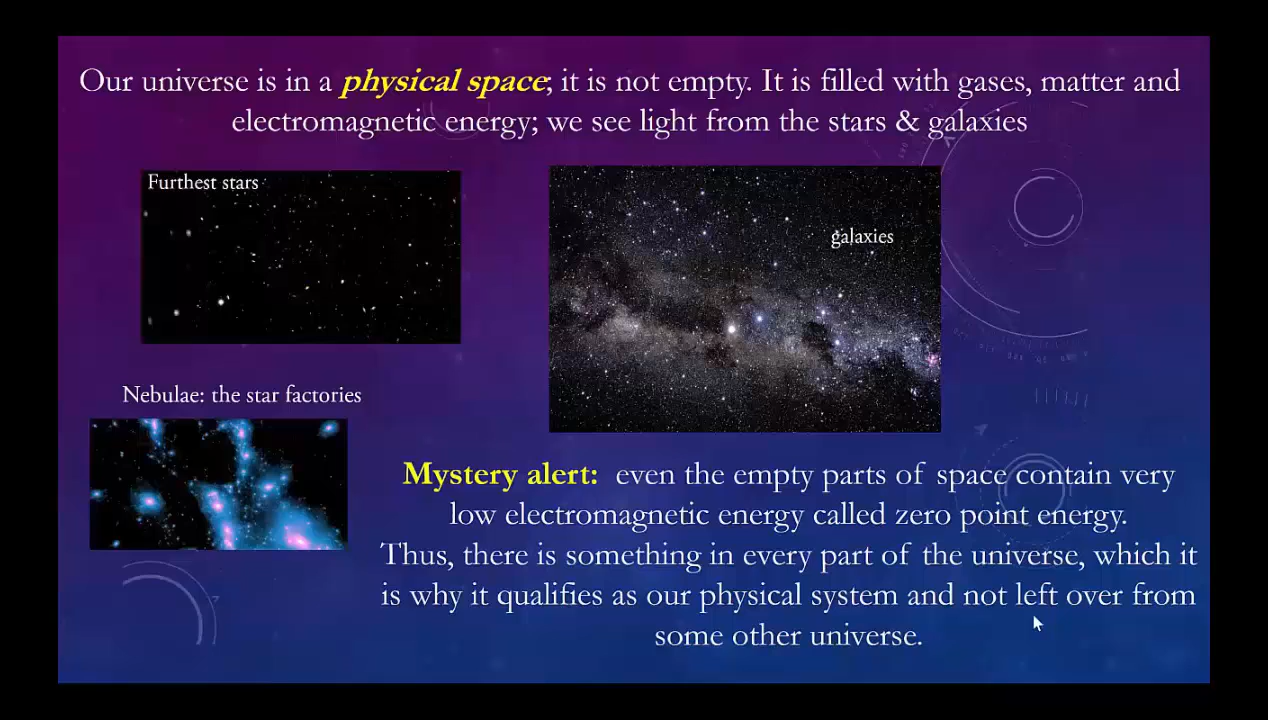 Our universe is in a physical space; it is not empty. It is filled with gases, matter and
electromagnetic energy; we see light from the stars & galaxies
Furthest stars
galaxies
Nebulae: the star factories
Mystery alert: even the empty parts of space contain very
low electromagnetic energy called zero point energy.
Thus, there is something in every part of the universe, which it
is why it qualifies as our physical system and not left over from
some other universe.